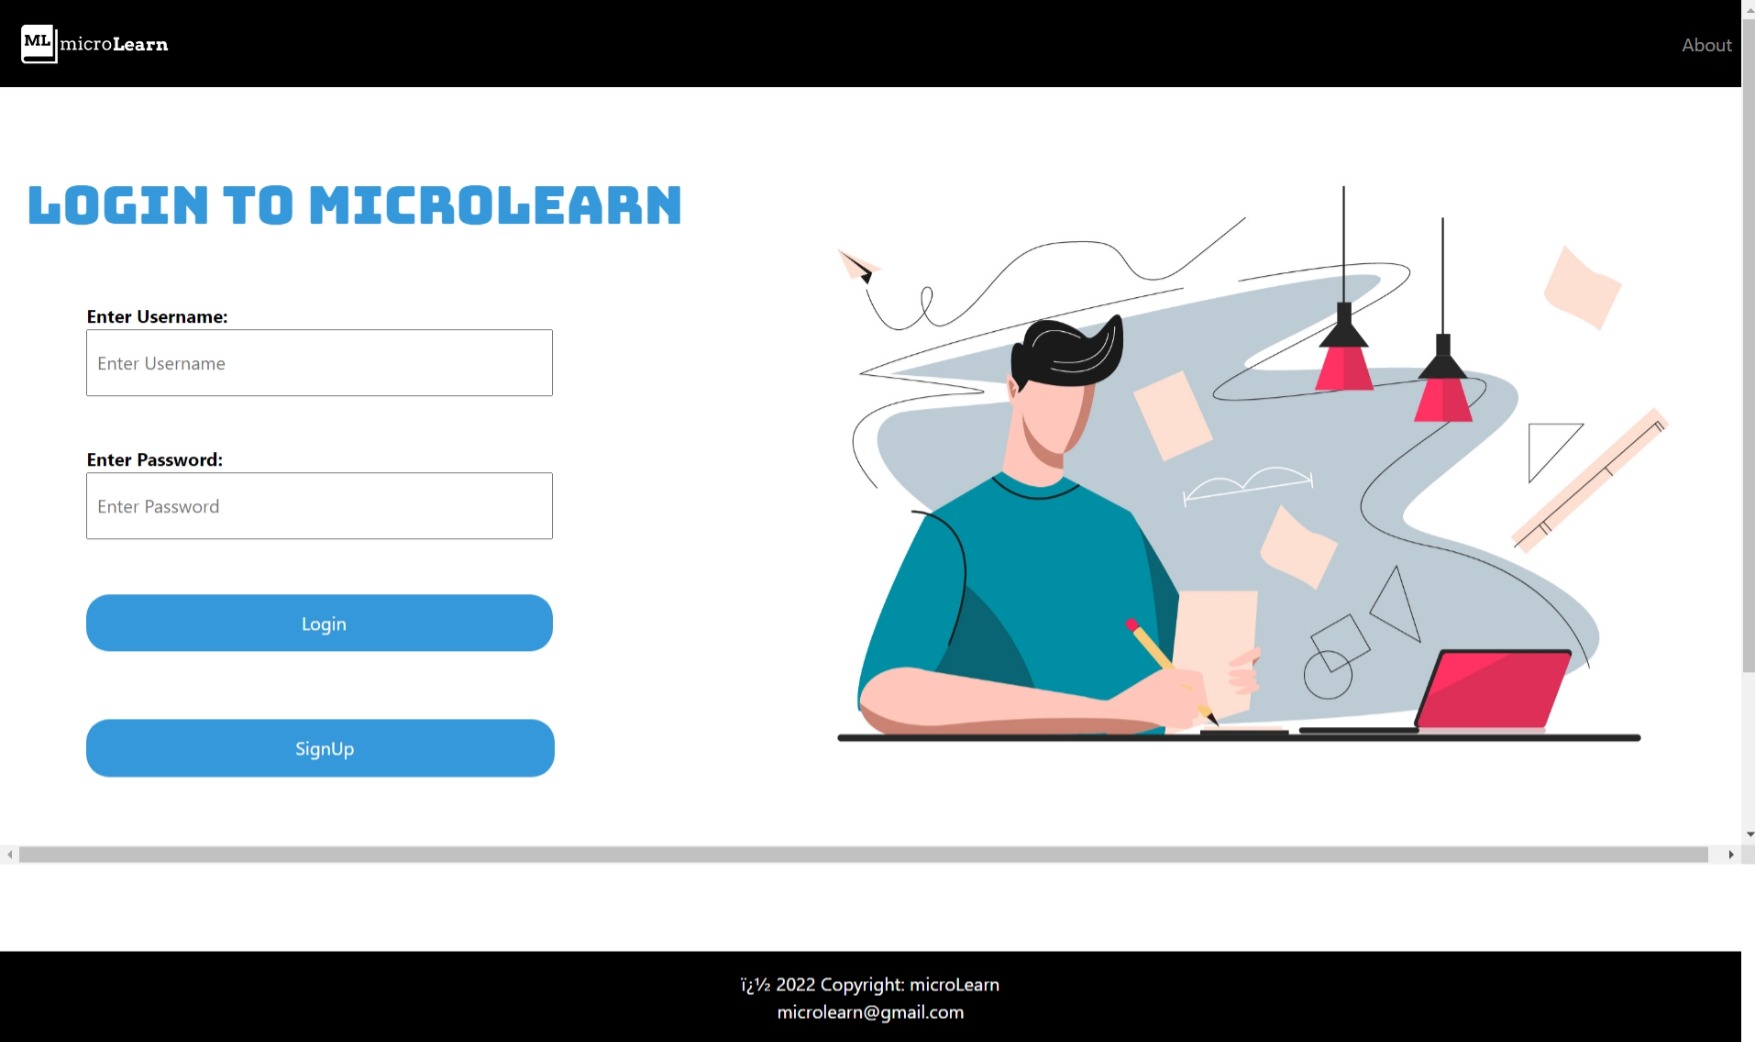 ML microLearn
About
LOGIN TO MICROLEARN
Enter Username:
Enter Username
Enter Password:
Enter Password
Login
SignUp
ï¿½ 2022 Copyright: microLearn
microlearn@gmail.com